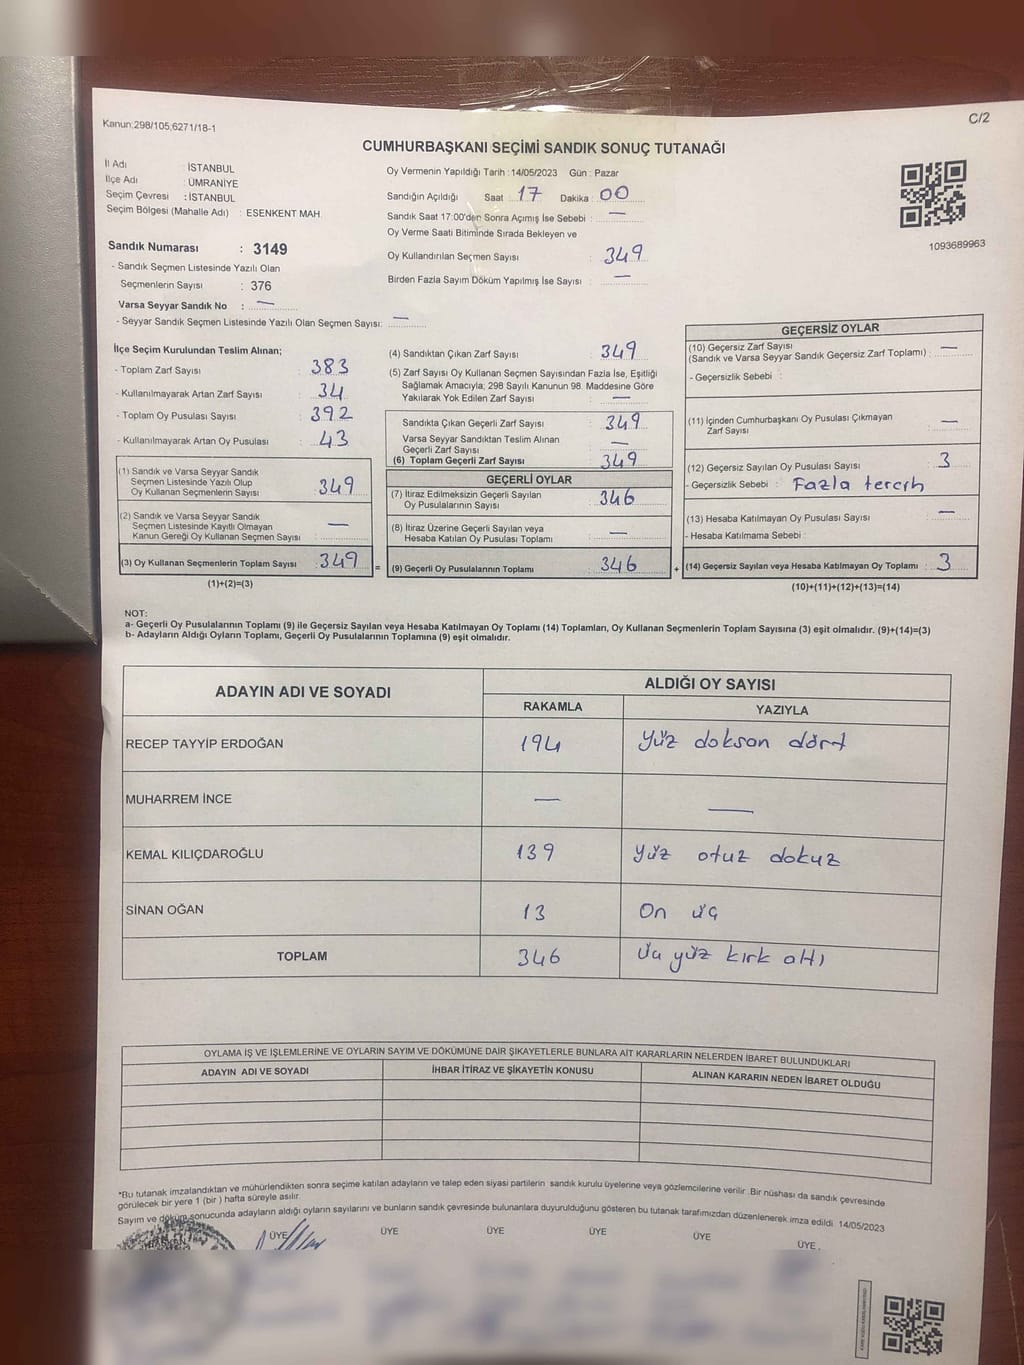 C/2
Kanun:298/105,6271/18-1
CUMHURBAŞKANI SEÇİMİ SANDIK SONUÇ TUTANAĞI
İl Adı : İSTANBUL
İlçe Adı : ÜMRANİYE
Seçim Çevresi : İSTANBUL
Seçim Bölgesi (Mahalle Adı) : ESENKENT MAH.
Sandık Numarası : 3149
- Sandık Seçmen Listesinde Yazılı Olan
Seçmenlerin Sayısı : 376
Varsa Seyyar Sandık No : —
- Seyyar Sandık Seçmen Listesinde Yazılı Olan Seçmen Sayısı: —
Oy Vermenin Yapıldığı Tarih : 14/05/2023 Gün : Pazar
Sandığın Açıldığı Saat 17 Dakika : 00
Sandık Saat 17:00'den Sonra Açımış İse Sebebi : —
Oy Verme Saati Bitiminde Sırada Bekleyen ve
Oy Kullandırılan Seçmen Sayısı : 349
Birden Fazla Sayım Döküm Yapılmış İse Sayısı : —
1093689963
İlçe Seçim Kurulundan Teslim Alınan;
- Toplam Zarf Sayısı : 383
- Kullanılmayarak Artan Zarf Sayısı : 34
- Toplam Oy Pusulası Sayısı : 392
- Kullanılmayarak Artan Oy Pusulası : 43
(1) Sandık ve Varsa Seyyar Sandık
Seçmen Listesinde Yazılı Olup
Oy Kullanan Seçmenlerin Sayısı : 349
(2) Sandık ve Varsa Seyyar Sandık
Seçmen Listesinde Kayıtlı Olmayan
Kanun Gereği Oy Kullanan Seçmen Sayısı : —
(3) Oy Kullanan Seçmenlerin Toplam Sayısı : 349 =
(1)+(2)=(3)
(4) Sandıktan Çıkan Zarf Sayısı : 349
(5) Zarf Sayısı Oy Kullanan Seçmen Sayısından Fazla İse, Eşitliği
Sağlamak Amacıyla; 298 Sayılı Kanunun 98. Maddesine Göre
Yakılarak Yok Edilen Zarf Sayısı : —
Sandıkta Çıkan Geçerli Zarf Sayısı : 349
Varsa Seyyar Sandıktan Teslim Alınan
Geçerli Zarf Sayısı : —
(6) Toplam Geçerli Zarf Sayısı : 349
GEÇERLİ OYLAR
(7) İtiraz Edilmeksizin Geçerli Sayılan
Oy Pusulalarının Sayısı : 346
(8) İtiraz Üzerine Geçerli Sayılan veya
Hesaba Katılan Oy Pusulası Toplamı : —
(9) Geçerli Oy Pusulalarının Toplamı : 346 +
GEÇERSİZ OYLAR
(10) Geçersiz Zarf Sayısı
(Sandık ve Varsa Seyyar Sandık Geçersiz Zarf Toplamı) : —
- Geçersizlik Sebebi :
(11) İçinden Cumhurbaşkanı Oy Pusulası Çıkmayan
Zarf Sayısı : —
(12) Geçersiz Sayılan Oy Pusulası Sayısı : 3
- Geçersizlik Sebebi : Fazla tercih
(13) Hesaba Katılmayan Oy Pusulası Sayısı : —
- Hesaba Katılmama Sebebi :
(14) Geçersiz Sayılan veya Hesaba Katılmayan Oy Toplamı : 3
(10)+(11)+(12)+(13)=(14)
NOT:
a- Geçerli Oy Pusulasının Toplamı (9) ile Geçersiz Sayılan veya Hesaba Katılmayan Oy Toplamı (14) Toplamları, Oy Kullanan Seçmenlerin Toplam Sayısına (3) eşit olmalıdır. (9)+(14)=(3)
b- Adayların Aldığı Oyların Toplamı, Geçerli Oy Pusulalarının Toplamına (9) eşit olmalıdır.
ADAYIN ADI VE SOYADI ALDIĞI OY SAYISI
RAKAMLA YAZIYLA
RECEP TAYYİP ERDOĞAN 194 Yüz doksan dört
MUHARREM İNCE — —
KEMAL KILIÇDAROĞLU 139 Yüz otuz dokuz
SİNAN OĞAN 13 On üç
TOPLAM 346 Üç yüz kırk altı
OYLAMA İŞ VE İŞLEMLERİNE VE OYLARIN SAYIM VE DÖKÜMÜNE DAİR ŞİKAYETLERLE BUNLARA AİT KARARLARIN NELERDEN İBARET BULUNDUKLARI
ADAYIN ADI VE SOYADI İHBAR İTİRAZ VE ŞİKAYETİN KONUSU ALINAN KARARIN NEDEN İBARET OLDUĞU
*Bu tutanak imzalandıktan ve mühürlendikten sonra seçime katılan adayların ve talep eden siyasi partilerin sandık kurulu üyelerine veya gözlemcilerine verilir. Bir nüshası da sandık çevresinde
görülecek bir yere 1 (bir ) hafta süreyle asılır.
Sayım ve döküm sonucunda adayların aldığı oyların sayılarını ve bunların sandık çevresinde bulunanlara duyurulduğunu gösteren bu tutanak tarafımızdan düzenlenerek imza edildi. 14/05/2023
BAŞKAN ÜYE ÜYE ÜYE ÜYE ÜYE ÜYE